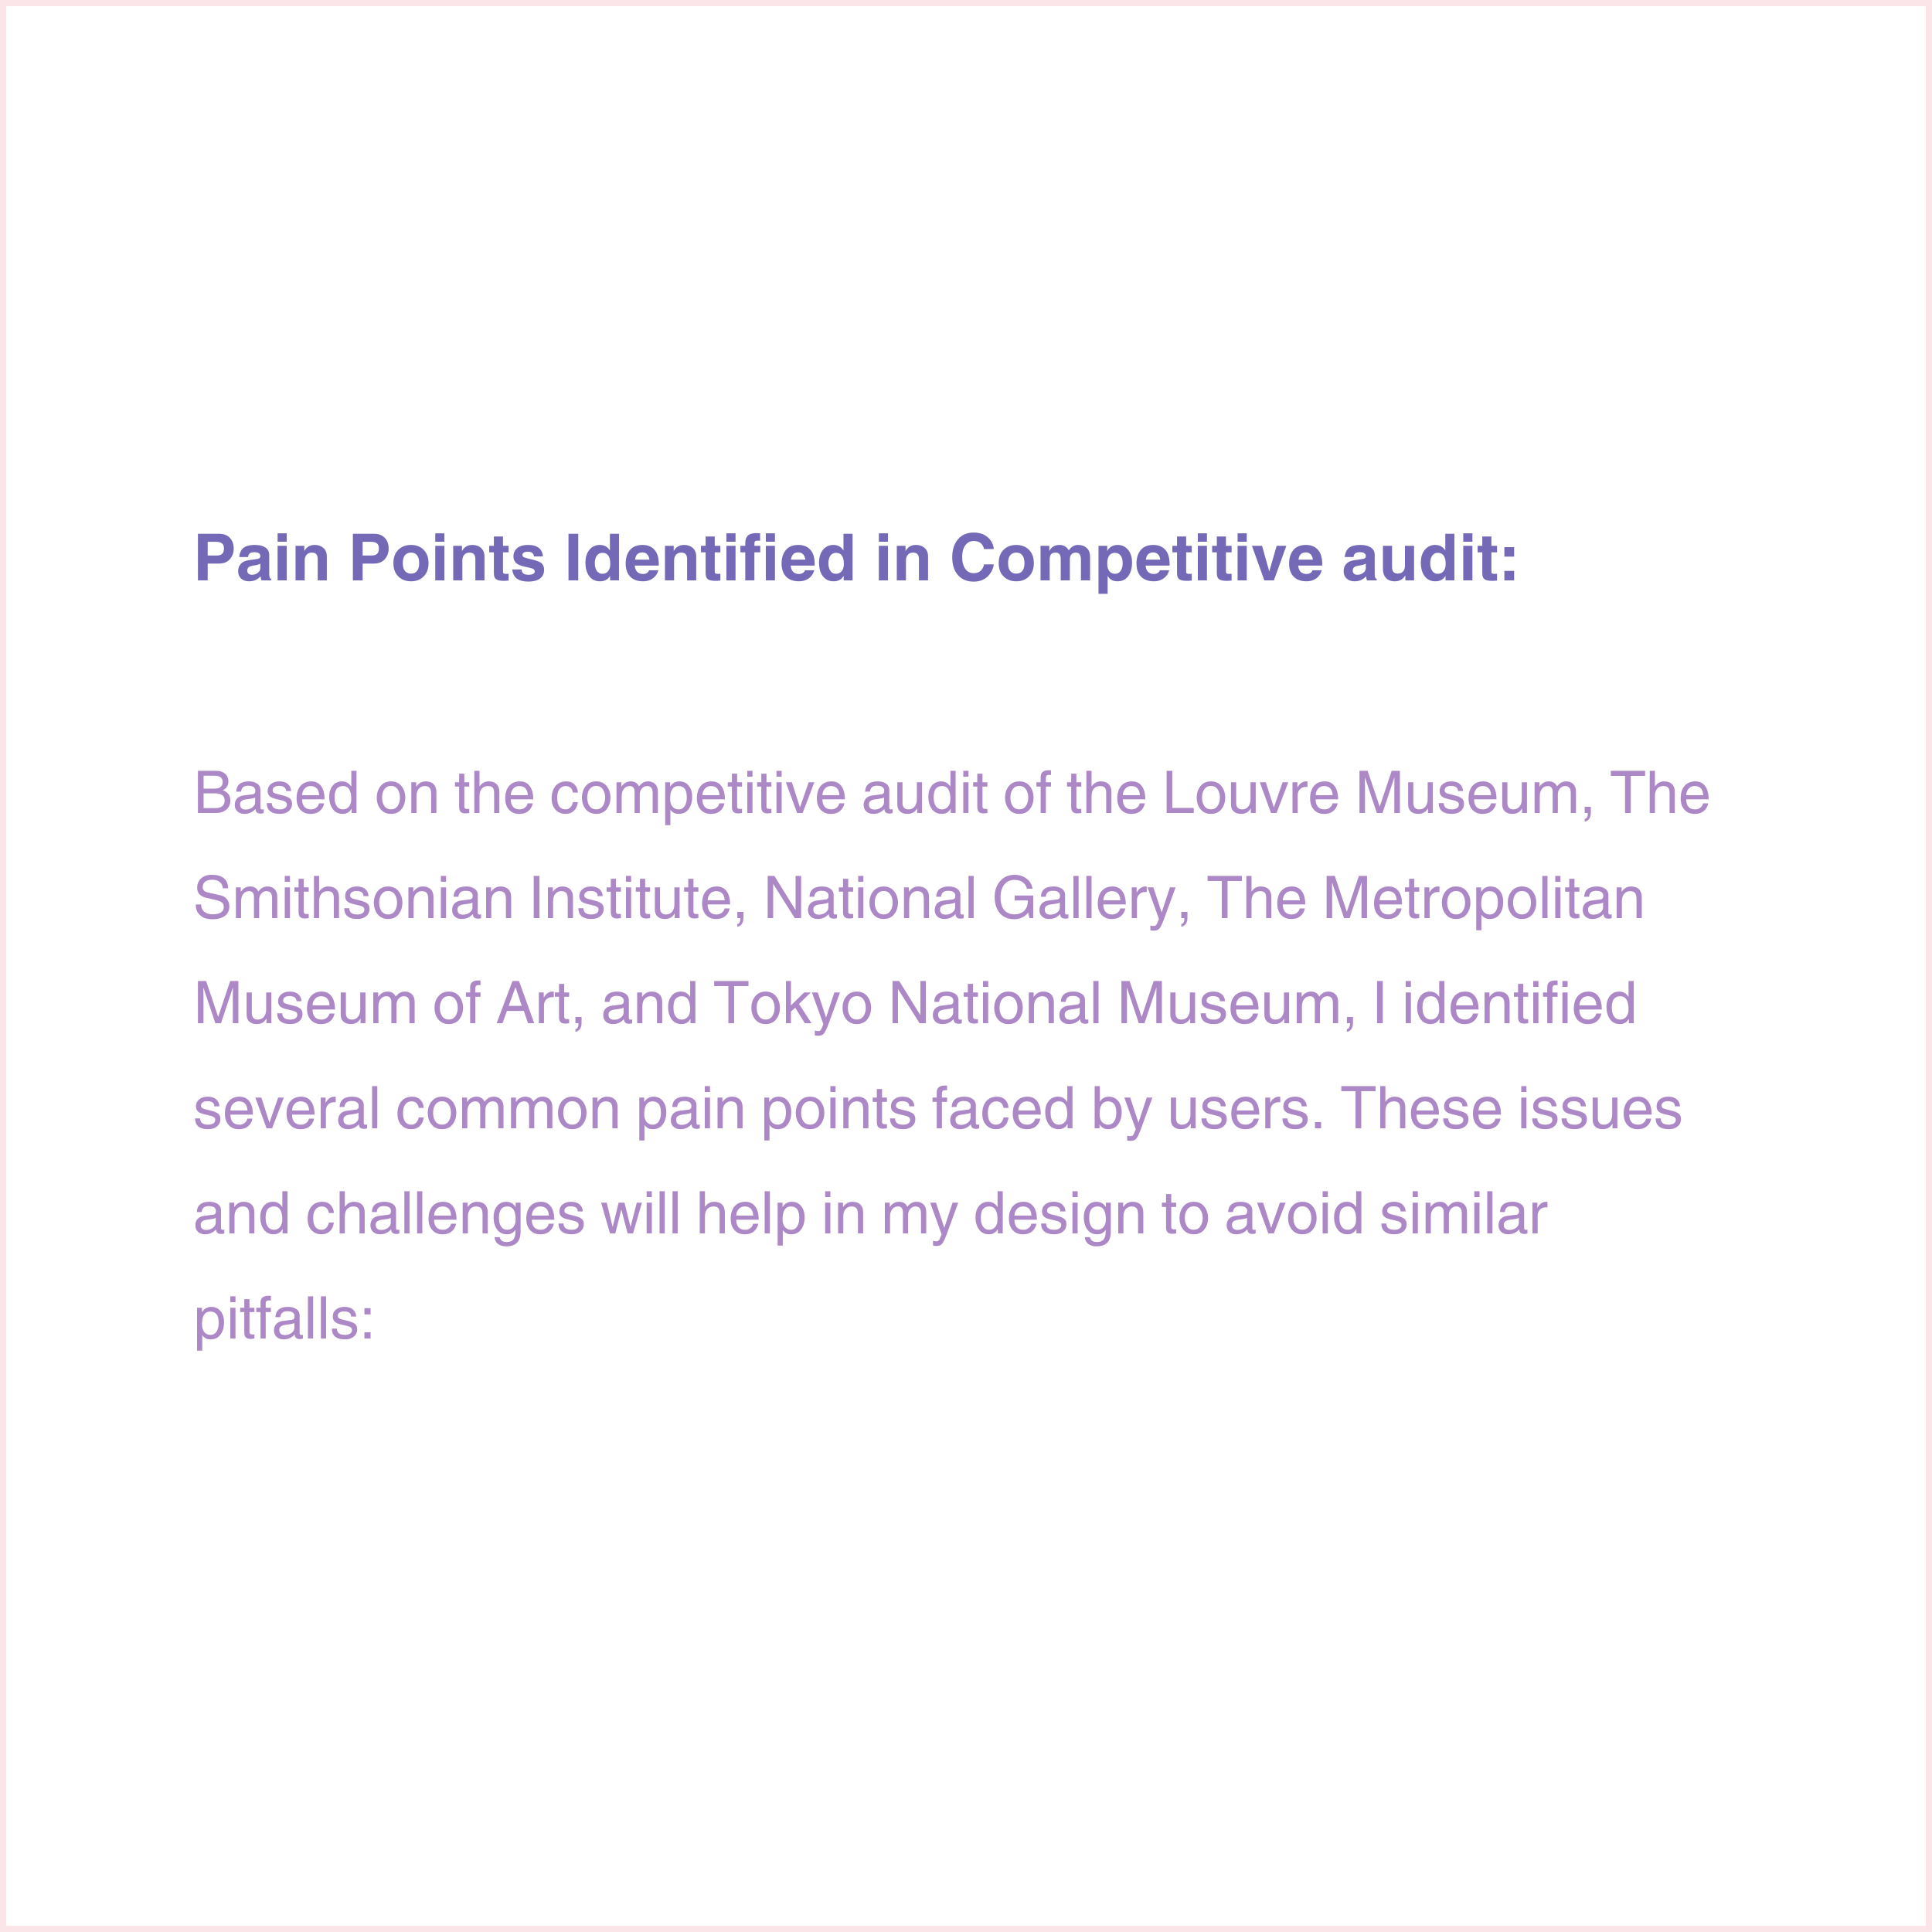 Pain Points Identified in Competitive audit:
Based on the competitive audit of the Louvre Museum, The
Smithsonian Institute, National Gallery, The Metropolitan
Museum of Art, and Tokyo National Museum, I identified
several common pain points faced by users. These issues
and challenges will help in my design to avoid similar
pitfalls: